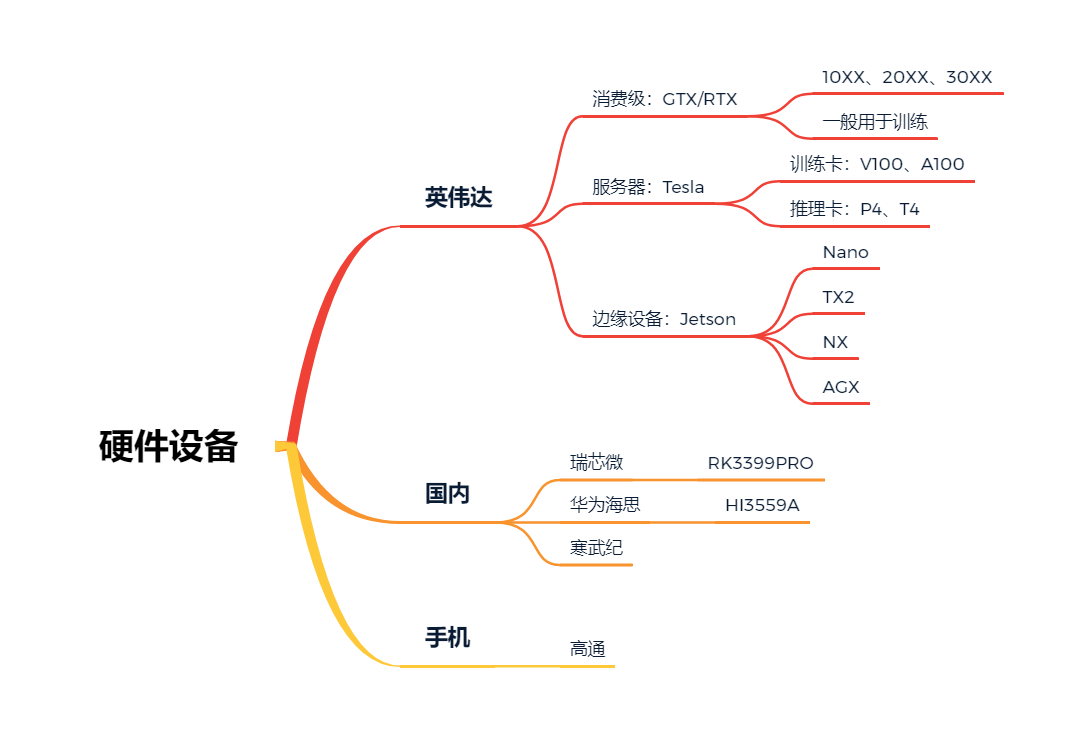 硬件设备
英伟达
消费级：GTX/RTX
10XX、20XX、30XX
一般用于训练
服务器：Tesla
训练卡：V100、A100
推理卡：P4、T4
边缘设备：Jetson
Nano
TX2
NX
AGX
国内
瑞芯微
RK3399PRO
华为海思
HI3559A
寒武纪
手机
高通